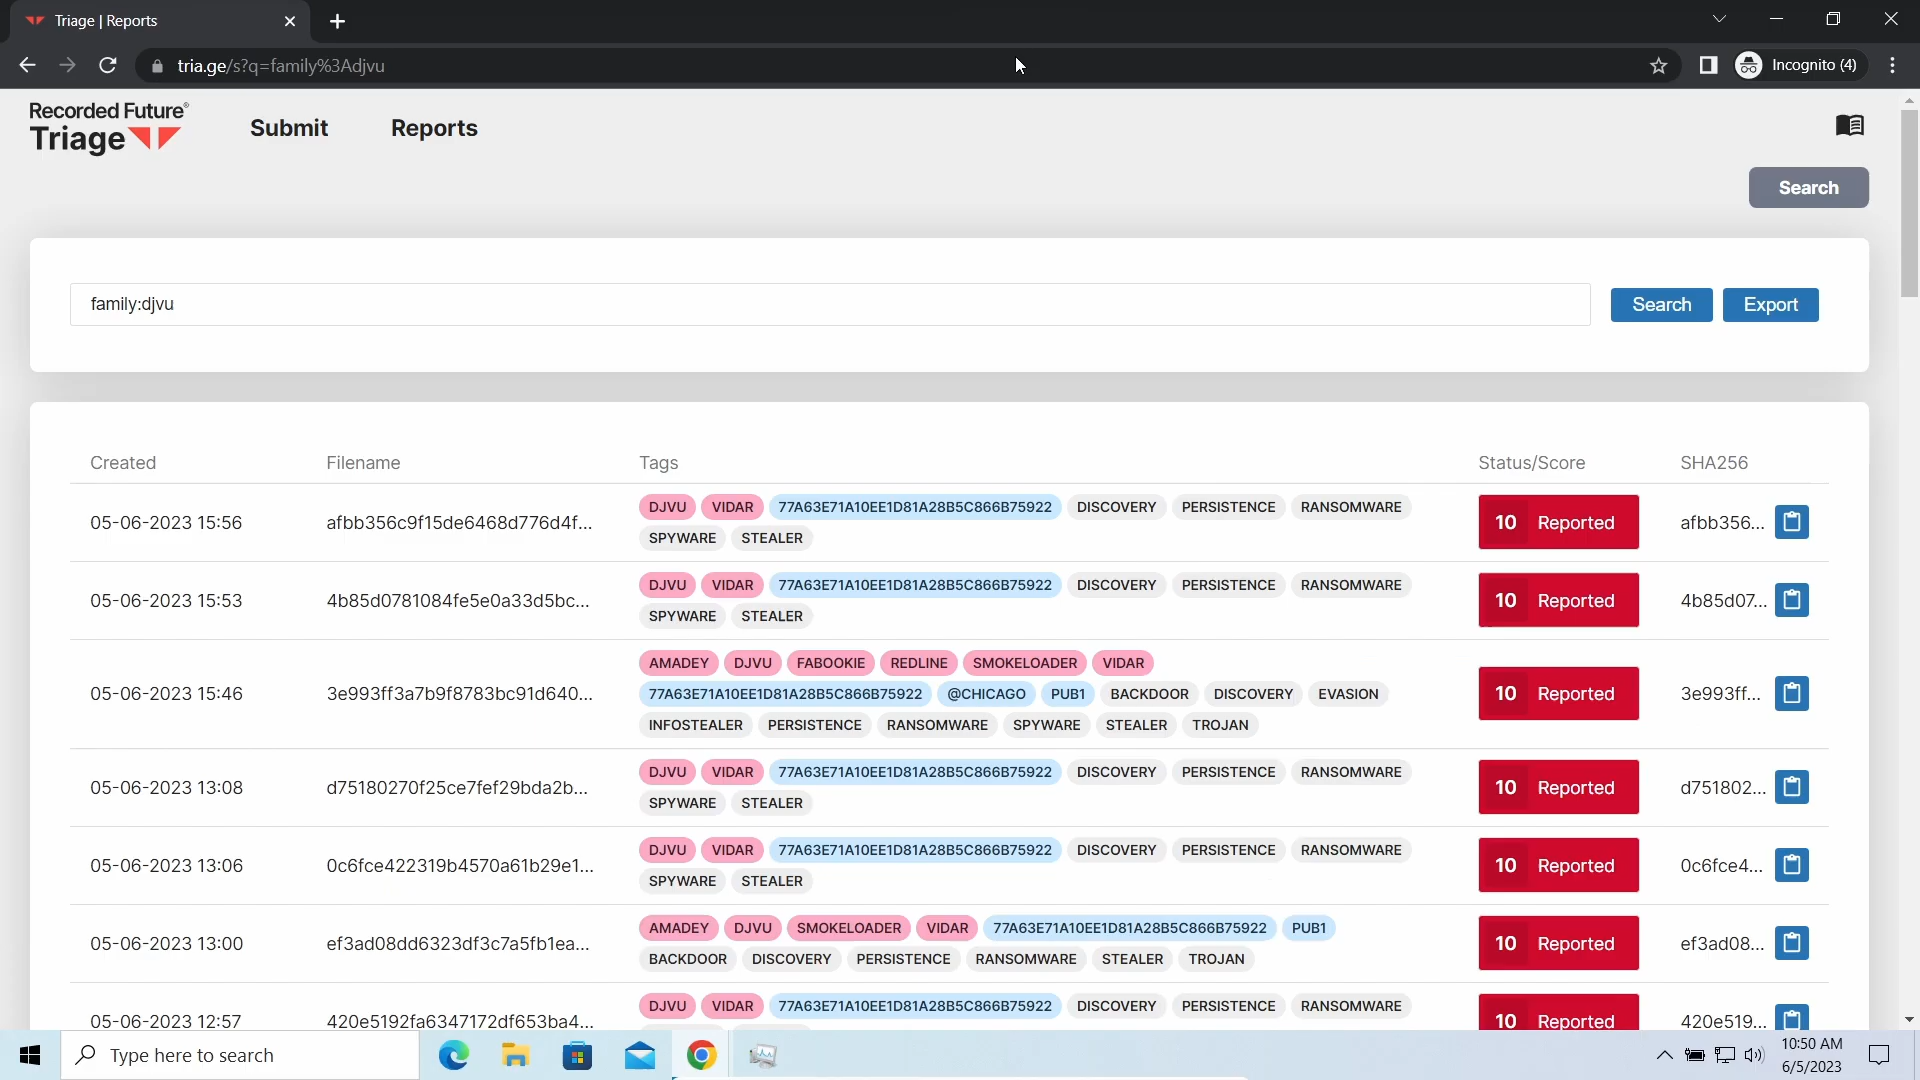 Triage | Reports
tria.ge/s?q=family%3Adjvu
Incognito (4)
Recorded Future®
Triage
Submit
Reports
Search
family:djvu
Search
Export
Created Filename Tags Status/Score SHA256
DJVU VIDAR 77A63E71A10EE1D81A28B5C866B75922 DISCOVERY PERSISTENCE RANSOMWARE
05-06-2023 15:56 afbb356c9f15de6468d776d4f... 10 Reported afbb356...
SPYWARE STEALER
DJVU VIDAR 77A63E71A10EE1D81A28B5C866B75922 DISCOVERY PERSISTENCE RANSOMWARE
05-06-2023 15:53 4b85d0781084fe5e0a33d5bc... 10 Reported 4b85d07...
SPYWARE STEALER
AMADEY DJVU FABOOKIE REDLINE SMOKELOADER VIDAR
05-06-2023 15:46 3e993ff3a7b9f8783bc91d640... 77A63E71A10EE1D81A28B5C866B75922 @CHICAGO PUB1 BACKDOOR DISCOVERY EVASION 10 Reported 3e993ff...
INFOSTEALER PERSISTENCE RANSOMWARE SPYWARE STEALER TROJAN
DJVU VIDAR 77A63E71A10EE1D81A28B5C866B75922 DISCOVERY PERSISTENCE RANSOMWARE
05-06-2023 13:08 d75180270f25ce7fef29bda2b... 10 Reported d751802...
SPYWARE STEALER
DJVU VIDAR 77A63E71A10EE1D81A28B5C866B75922 DISCOVERY PERSISTENCE RANSOMWARE
05-06-2023 13:06 0c6fce422319b4570a61b29e1... 10 Reported 0c6fce4...
SPYWARE STEALER
AMADEY DJVU SMOKELOADER VIDAR 77A63E71A10EE1D81A28B5C866B75922 PUB1
05-06-2023 13:00 ef3ad08dd6323df3c7a5fb1ea... 10 Reported ef3ad08...
BACKDOOR DISCOVERY PERSISTENCE RANSOMWARE STEALER TROJAN
DJVU VIDAR 77A63E71A10EE1D81A28B5C866B75922 DISCOVERY PERSISTENCE RANSOMWARE
05-06-2023 12:57 420e5192fa6347172df653ba4... 10 Reported 420e519...
Type here to search
10:50 AM
6/5/2023